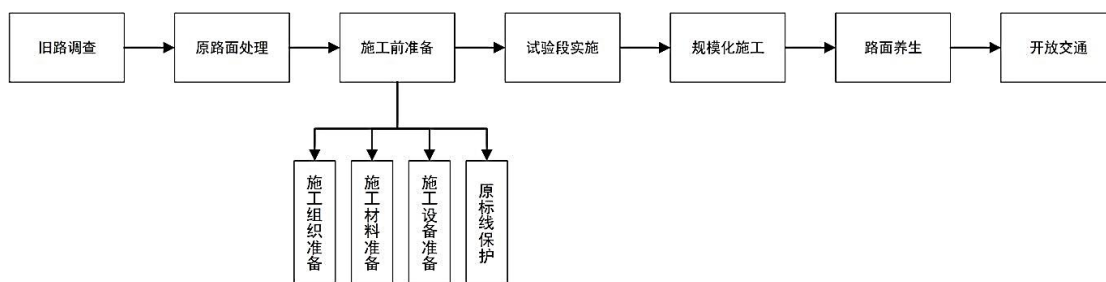 旧路调查
原路面处理
施工前准备
试验段实施
规模化施工
路面养生
开放交通
施工组织准备
施工材料准备
施工设备准备
原标线保护